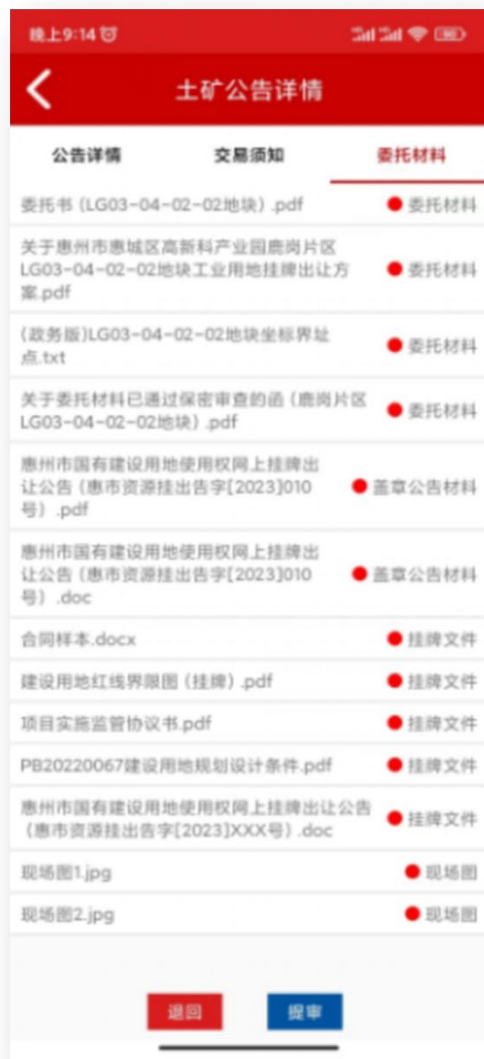 晚上9:14
土矿公告详情
公告详情 交易须知 委托材料
委托书（LG03-04-02-02地块）.pdf 委托材料
关于惠州市惠城区高新科产业园鹿岗片区
LG03-04-02-02地块工业用地挂牌出让方 委托材料
案.pdf
(政务版)LG03-04-02-02地块坐标界址 委托材料
点.txt
关于委托材料已通过保密审查的函（鹿岗片区 委托材料
LG03-04-02-02地块）.pdf
惠州市国有建设用地使用权网上挂牌出
让公告（惠市资源挂出告字[2023]010 盖章公告材料
号）.pdf
惠州市国有建设用地使用权网上挂牌出
让公告（惠市资源挂出告字[2023]010 盖章公告材料
号）.doc
合同样本.docx 挂牌文件
建设用地红线界限图（挂牌）.pdf 挂牌文件
项目实施监管协议书.pdf 挂牌文件
PB20220067建设用地规划设计条件.pdf 挂牌文件
惠州市国有建设用地使用权网上挂牌出让公告 挂牌文件
（惠市资源挂出告字[2023]XXX号）.doc
现场图1.jpg 现场图
现场图2.jpg 现场图
退回 提审